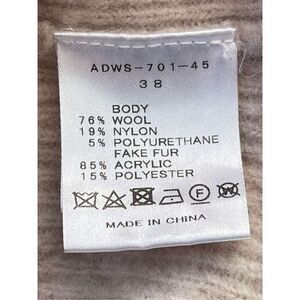 ADWS-701-45
38
BODY
76% WOOL
19% NYLON
5% POLYURETHANE
FAKE FUR
85% ACRYLIC
15% POLYESTER
MADE IN CHINA